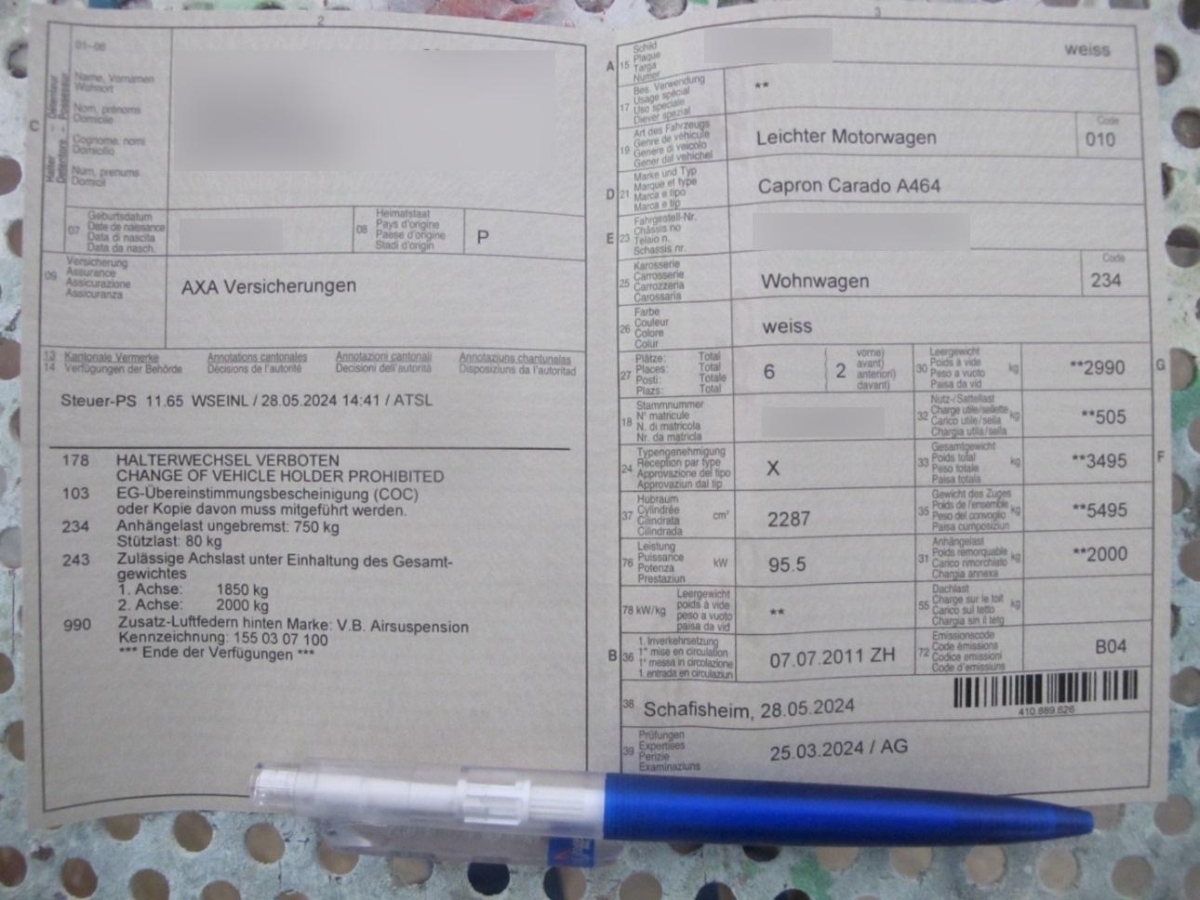 2
01–06
Name, Vornamen
Wohnort
Nom, prénoms
Domicile
Cognome, nomi
Domicilio
Num, prenums
Domicil
C
Halter – Détenteur
Detentore – Possessur
07
Geburtsdatum
Date de naissance
Data di nascita
Data da nasch.
08
Heimatstaat
Pays d'origine
Paese d'origine
Stadi d'origin
P
09
Versicherung
Assurance
Assicurazione
Assicuranza
AXA Versicherungen
13 Kantonale Vermerke Annotations cantonales Annotazioni cantonali Annotaziuns chantunalas
14 Verfügungen der Behörde Décisions de l'autorité Decisioni dell'autorità Disposiziuns da l'autoritad
Steuer-PS 11.65 WSEINL / 28.05.2024 14:41 / ATSL
178 HALTERWECHSEL VERBOTEN
CHANGE OF VEHICLE HOLDER PROHIBITED
103 EG-Übereinstimmungsbescheinigung (COC)
oder Kopie davon muss mitgeführt werden.
234 Anhängelast ungebremst: 750 kg
Stützlast: 80 kg
243 Zulässige Achslast unter Einhaltung des Gesamt-
gewichtes
1. Achse: 1850 kg
2. Achse: 2000 kg
990 Zusatz-Luftfedern hinten Marke: V.B. Airsuspension
Kennzeichnung: 155 03 07 100
*** Ende der Verfügungen ***
3
A 15
Schild
Plaque
Targa
Numer
weiss
17
Bes. Verwendung
Usage spécial
Uso speciale
Diever spezial
**
19
Art des Fahrzeugs
Genre de véhicule
Genere di veicolo
Gener dal vehichel
Leichter Motorwagen
Code
010
D 21
Marke und Typ
Marque et type
Marca e tipo
Marca e tip
Capron Carado A464
E 23
Fahrgestell-Nr.
Châssis no
Telaio n.
Schassis nr.
25
Karosserie
Carrosserie
Carrozzeria
Carossaria
Wohnwagen
Code
234
26
Farbe
Couleur
Colore
Colur
weiss
27
Plätze: Total
Places: Total
Posti: Totale
Plazs: Total
6
2
vorne)
avant)
anteriori)
davant)
30
Leergewicht
Poids à vide
Peso a vuoto
Paisa da vid
kg
**2990
G
18
Stammnummer
N° matricule
N. di matricola
Nr. da matricla
32
Nutz-/Sattellast
Charge utile/sellette
Carico utile/sella
Chargia utila/sella
kg
**505
24
Typengenehmigung
Réception par type
Approvazione del tipo
Approvaziun dal tip
X
33
Gesamtgewicht
Poids total
Peso totale
Paisa totala
kg
**3495
F
37
Hubraum
Cylindrée
Cilindrata
Cilindrada
cm³
2287
35
Gewicht des Zuges
Poids de l'ensemble
Peso del convoglio
Paisa cumposiziun
kg
**5495
76
Leistung
Puissance
Potenza
Prestaziun
kW
95.5
31
Anhängelast
Poids remorquable
Carico rimorchiato
Chargia annexa
kg
**2000
78 kW/kg
Leergewicht
poids à vide
peso a vuoto
paisa da vid
**
55
Dachlast
Charge sur le toit
Carico sul tetto
Chargia sin il tetg
kg
B 36
1. Inverkehrsetzung
1re mise en circulation
1a messa in circolazione
1. entrada en circulaziun
07.07.2011 ZH
72
Emissionscode
Code émissions
Codice emissioni
Code d'emissiuns
B04
38
Schafisheim, 28.05.2024
410.889.626
39
Prüfungen
Expertises
Perizie
Examinaziuns
25.03.2024 / AG